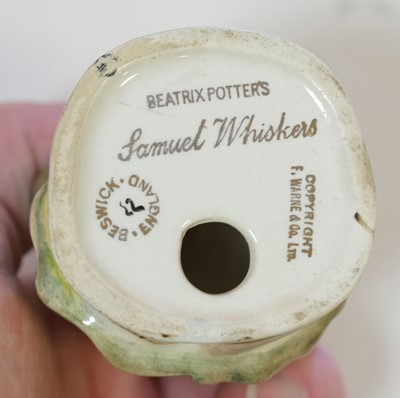 BEATRIX POTTER'S
Samuel Whiskers
BESWICK.
ENGLAND
COPYRIGHT
F. WARNE & Co. Ltd.